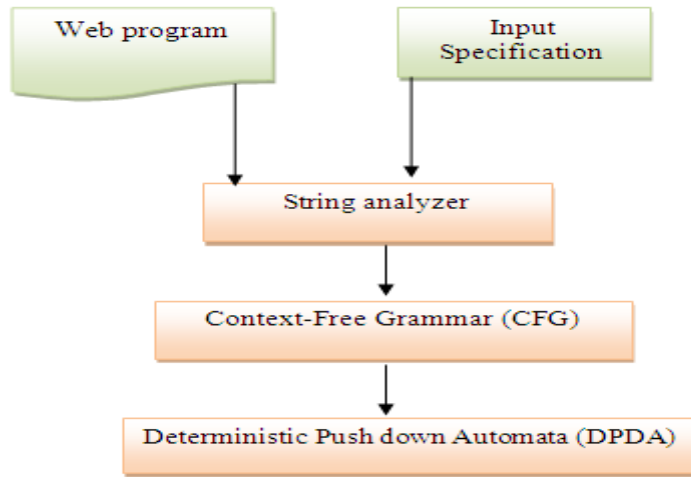 Web program
Input
Specification
String analyzer
Context-Free Grammar (CFG)
Deterministic Push down Automata (DPDA)